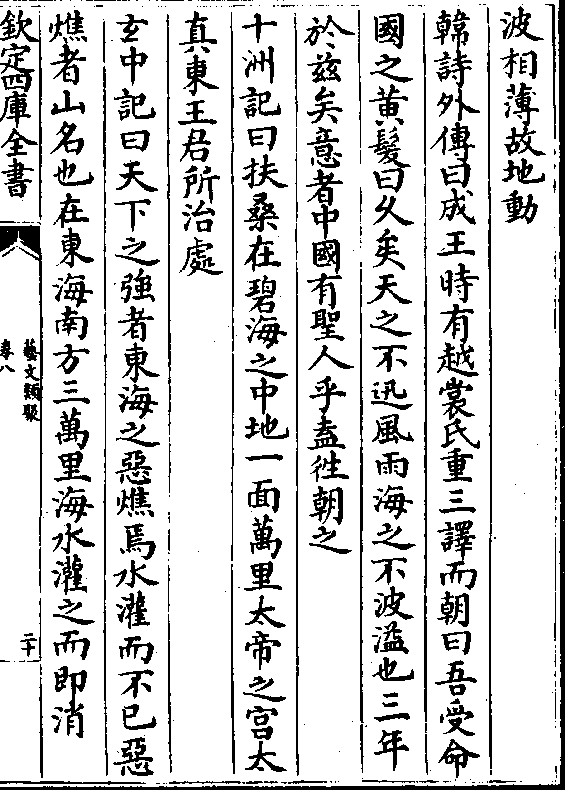 波相薄故地動
韓詩外傳曰成王時有越裳氏重三譯而朝曰吾受命
國之黄髮曰乆矣天之不迅風雨海之不波溢也三年
於兹矣意者中國有聖人乎盍徃朝之
十洲記曰扶桑在碧海之中地一面萬里太帝之宫太
真東王君所治處
𤣥中記曰天下之強者東海之惡燋焉水灌而不已惡
燋者山名也在東海南方三萬里海水灌之而即消
欽定四庫全書
藝文類聚
卷八
二十